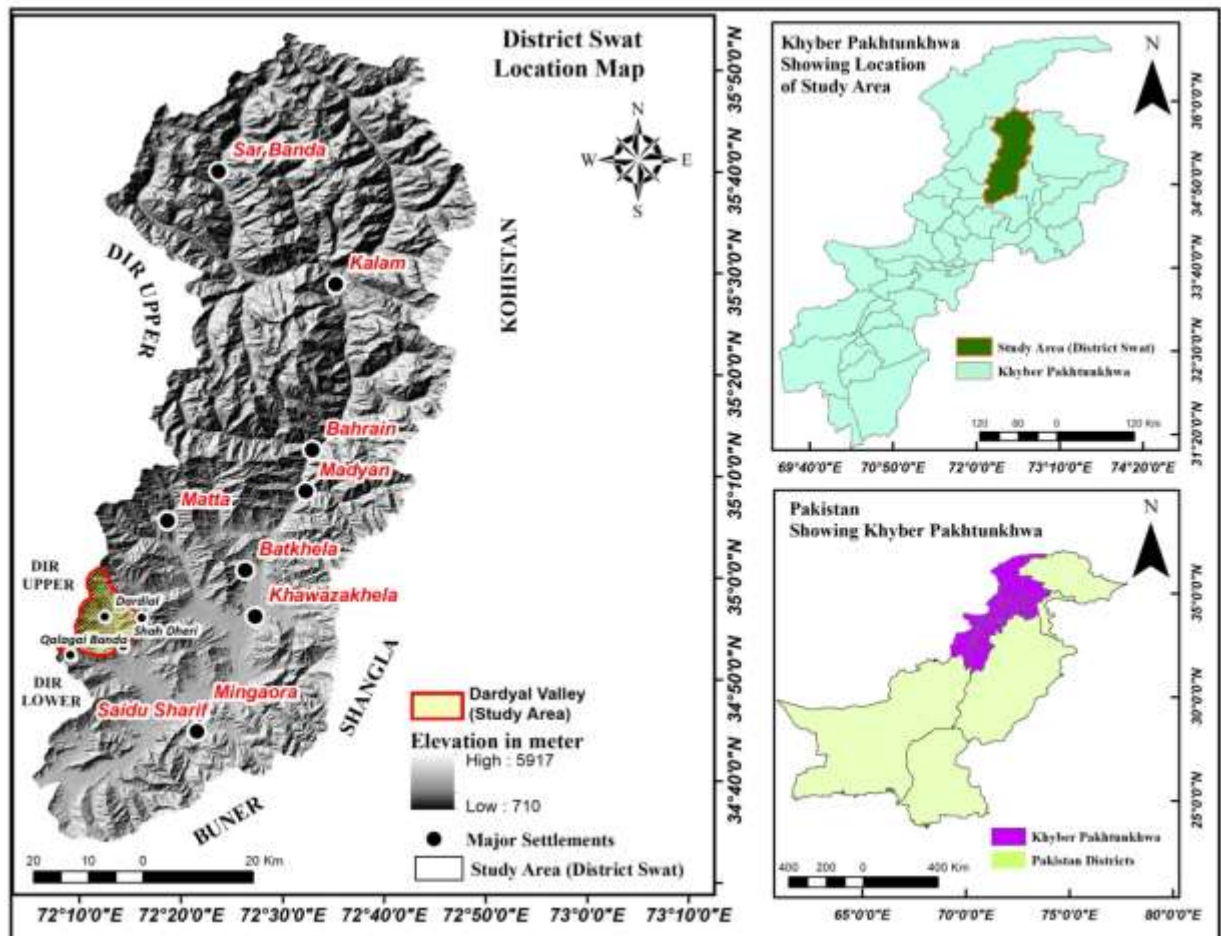 District Swat
Location Map
N
W
E
S
Sar Banda
Kalam
Bahrain
Madyan
Matta
Batkhela
Khawazakhela
Dardial
Shah Dheri
Qalagai Banda
Mingaora
Saidu Sharif
DIR UPPER
KOHISTAN
DIR
UPPER
DIR
LOWER
SHANGLA
BUNER
Dardyal Valley
(Study Area)
Elevation in meter
High : 5917
Low : 710
Major Settlements
Study Area (District Swat)
20 10 0 20 Km
72°10'0"E 72°20'0"E 72°30'0"E 72°40'0"E 72°50'0"E 73°0'0"E 73°10'0"E
35°50'0"N
35°40'0"N
35°30'0"N
35°20'0"N
35°10'0"N
35°0'0"N
34°50'0"N
34°40'0"N
Khyber Pakhtunkhwa
Showing Location
of Study Area
N
Study Area (District Swat)
Khyber Pakhtunkhwa
120 60 0 120 Km
69°40'0"E 70°50'0"E 72°0'0"E 73°10'0"E 74°20'0"E
36°0'0"N
34°50'0"N
33°40'0"N
32°30'0"N
31°20'0"N
Pakistan
Showing Khyber Pakhtunkhwa
N
Khyber Pakhtunkhwa
Pakistan Districts
400 200 0 400 Km
65°0'0"E 70°0'0"E 75°0'0"E 80°0'0"E
35°0'0"N
30°0'0"N
25°0'0"N